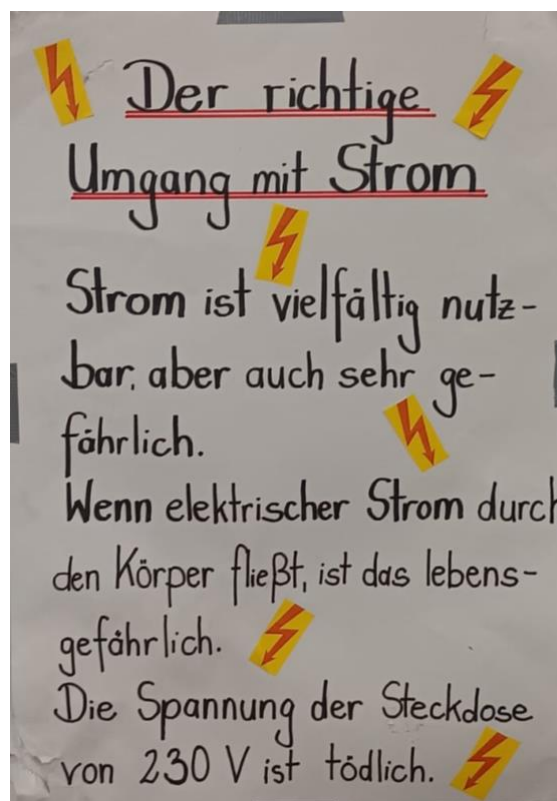 Der richtige
Umgang mit Strom
Strom ist vielfältig nutz-
bar, aber auch sehr ge-
fährlich.
Wenn elektrischer Strom durch
den Körper fließt, ist das lebens-
gefährlich.
Die Spannung der Steckdose
von 230 V ist tödlich.